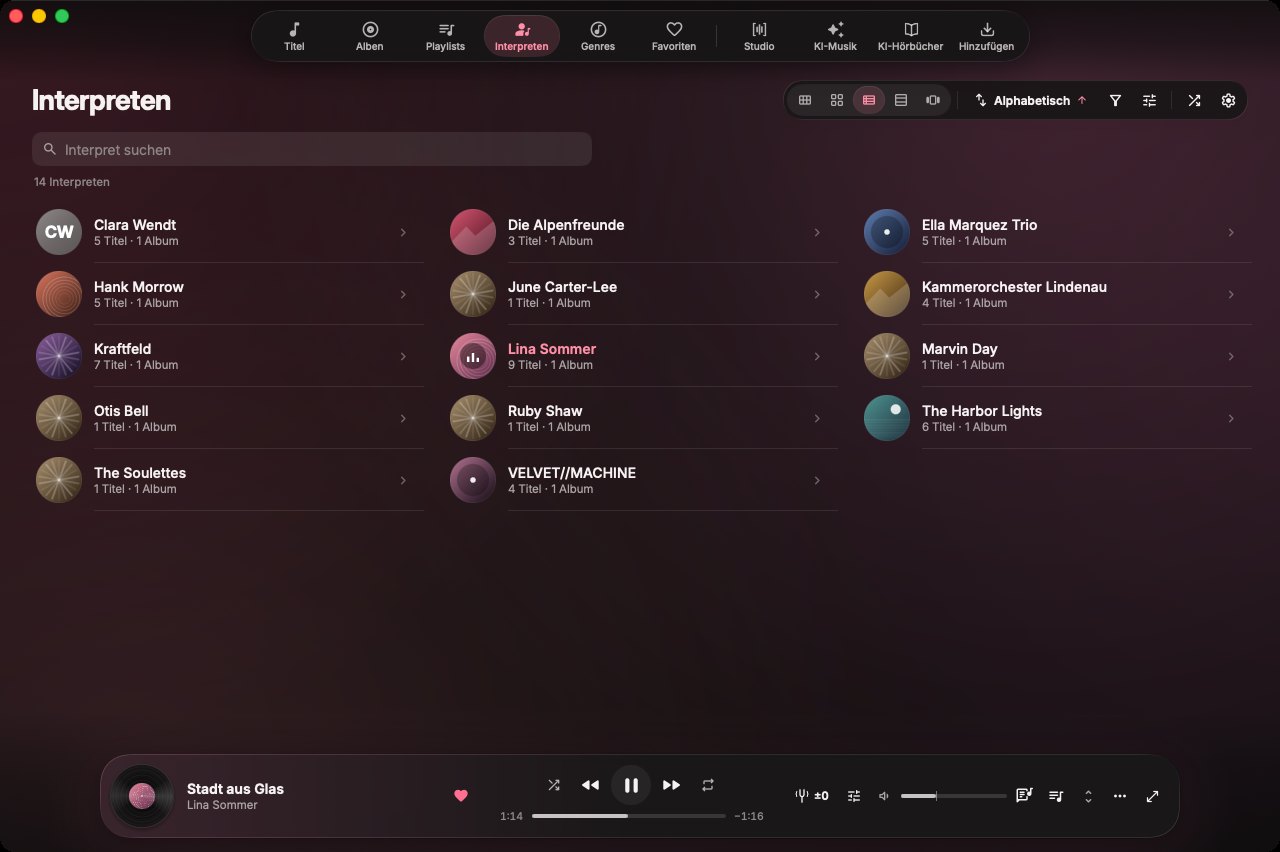 Titel
Alben
Playlists
Interpreten
Genres
Favoriten
Studio
KI-Musik
KI-Hörbücher
Hinzufügen
Interpreten
Alphabetisch
Interpret suchen
14 Interpreten
CW
Clara Wendt
5 Titel · 1 Album
Die Alpenfreunde
3 Titel · 1 Album
Ella Marquez Trio
5 Titel · 1 Album
Hank Morrow
5 Titel · 1 Album
June Carter-Lee
1 Titel · 1 Album
Kammerorchester Lindenau
4 Titel · 1 Album
Kraftfeld
7 Titel · 1 Album
Lina Sommer
9 Titel · 1 Album
Marvin Day
1 Titel · 1 Album
Otis Bell
1 Titel · 1 Album
Ruby Shaw
1 Titel · 1 Album
The Harbor Lights
6 Titel · 1 Album
The Soulettes
1 Titel · 1 Album
VELVET//MACHINE
4 Titel · 1 Album
Stadt aus Glas
Lina Sommer
1:14
−1:16
±0